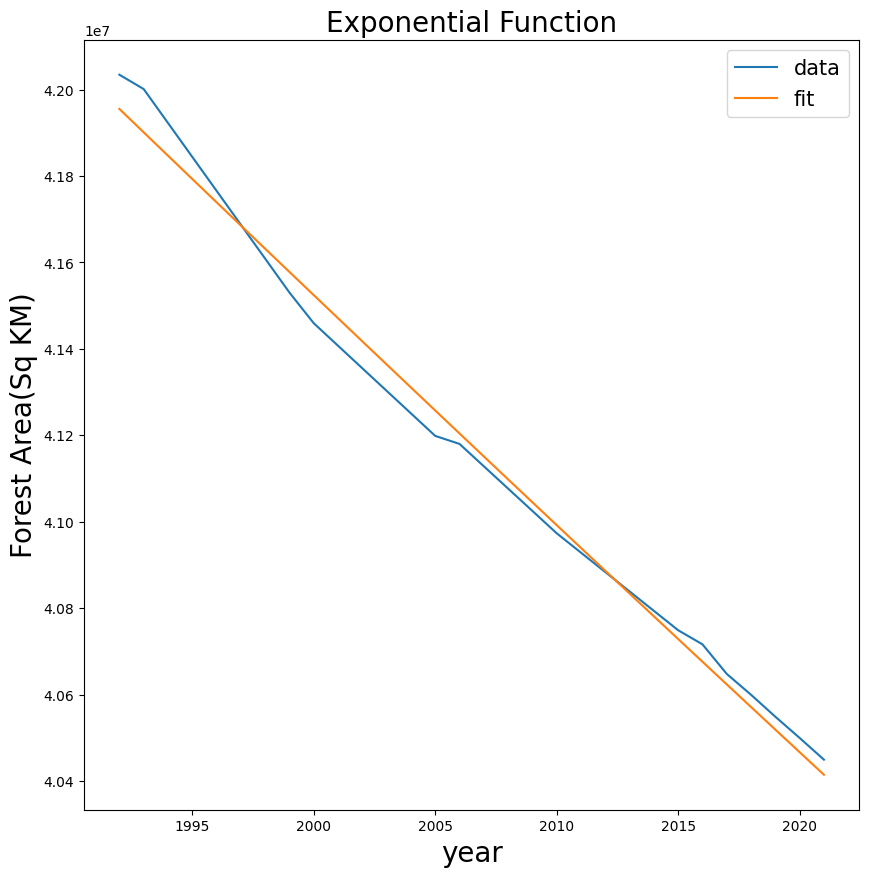 Exponential Function
1e7
data
fit
4.20
4.18
4.16
4.14
4.12
4.10
4.08
4.06
4.04
Forest Area(Sq KM)
1995 2000 2005 2010 2015 2020
year